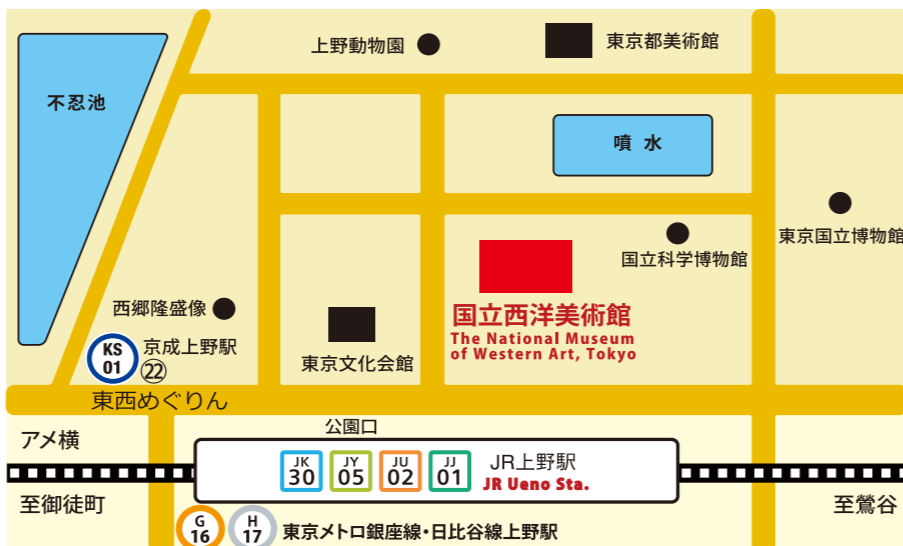 上野動物園
東京都美術館
不忍池
噴 水
東京国立博物館
国立科学博物館
西郷隆盛像
国立西洋美術館
The National Museum
of Western Art, Tokyo
KS
01
京成上野駅
㉒
東京文化会館
東西めぐりん
公園口
アメ横
JK
30
JY
05
JU
02
JJ
01
JR上野駅
JR Ueno Sta.
至御徒町
至鶯谷
G
16
H
17
東京メトロ銀座線・日比谷線上野駅